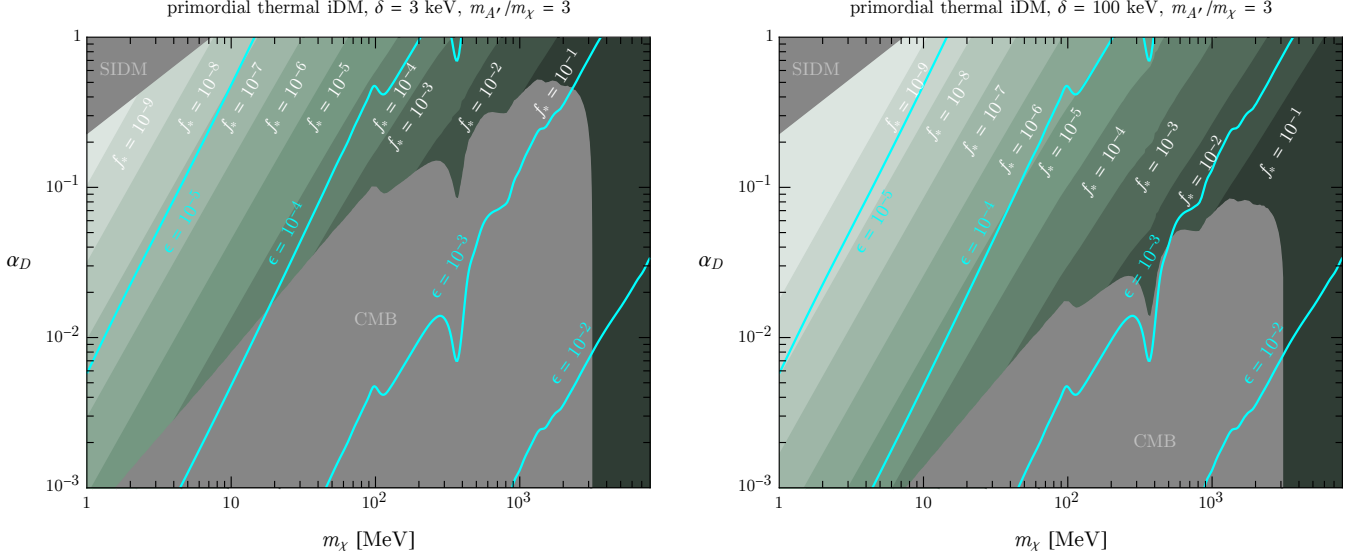 primordial thermal iDM, δ = 3 keV, m_{A′}/m_χ = 3
SIDM
f_* = 10^{-9}
f_* = 10^{-8}
f_* = 10^{-7}
f_* = 10^{-6}
f_* = 10^{-5}
f_* = 10^{-4}
f_* = 10^{-3}
f_* = 10^{-2}
f_* = 10^{-1}
ϵ = 10^{-5}
ϵ = 10^{-4}
ϵ = 10^{-3}
ϵ = 10^{-2}
CMB
α_D
1
10^{-1}
10^{-2}
10^{-3}
1
10
10^2
10^3
m_χ [MeV]
primordial thermal iDM, δ = 100 keV, m_{A′}/m_χ = 3
SIDM
f_* = 10^{-9}
f_* = 10^{-8}
f_* = 10^{-7}
f_* = 10^{-6}
f_* = 10^{-5}
f_* = 10^{-4}
f_* = 10^{-3}
f_* = 10^{-2}
f_* = 10^{-1}
ϵ = 10^{-5}
ϵ = 10^{-4}
ϵ = 10^{-3}
ϵ = 10^{-2}
CMB
α_D
1
10^{-1}
10^{-2}
10^{-3}
1
10
10^2
10^3
m_χ [MeV]